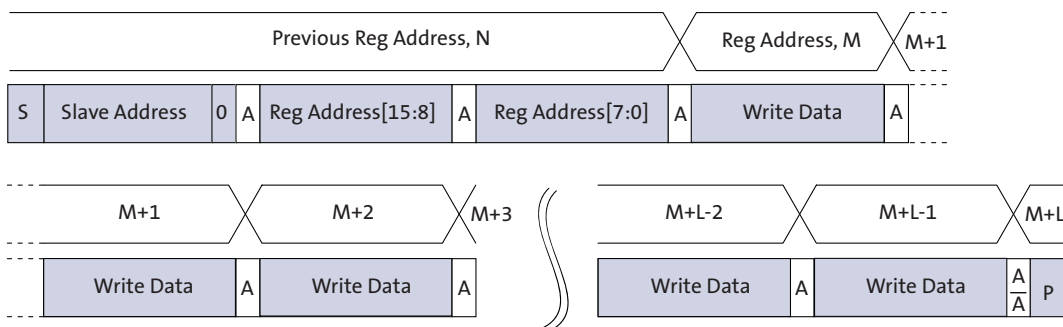 Previous Reg Address, N Reg Address, M M+1
S Slave Address 0 A Reg Address[15:8] A Reg Address[7:0] A Write Data A
M+1 M+2 M+3 M+L-2 M+L-1 M+L
Write Data A Write Data A Write Data A Write Data A/A̅ P